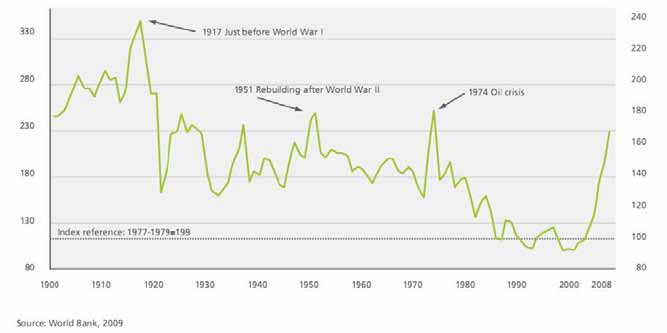 330
280
230
180
130
80
240
220
200
180
160
140
120
100
80
1917 Just before World War I
1951 Rebuilding after World War II
1974 Oil crisis
Index reference: 1977-1979=199
1900 1910 1920 1930 1940 1950 1960 1970 1980 1990 2000 2008
Source: World Bank, 2009